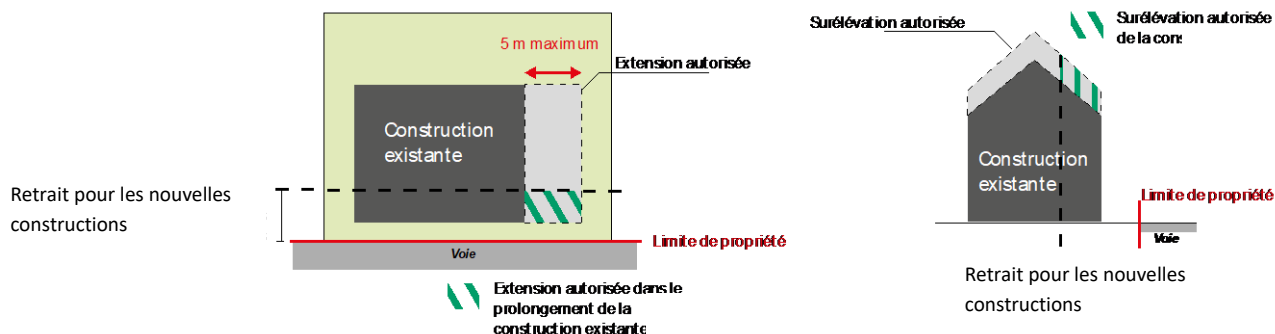 5 m maximum
Extension autorisée
Construction
existante
Retrait pour les nouvelles
constructions
Limite de propriété
Voie
Extension autorisée dans le
prolongement de la
construction existante
Surélévation autorisée
Surélévation autorisée
de la cons
Construction
existante
Limite de propriété
Voie
Retrait pour les nouvelles
constructions